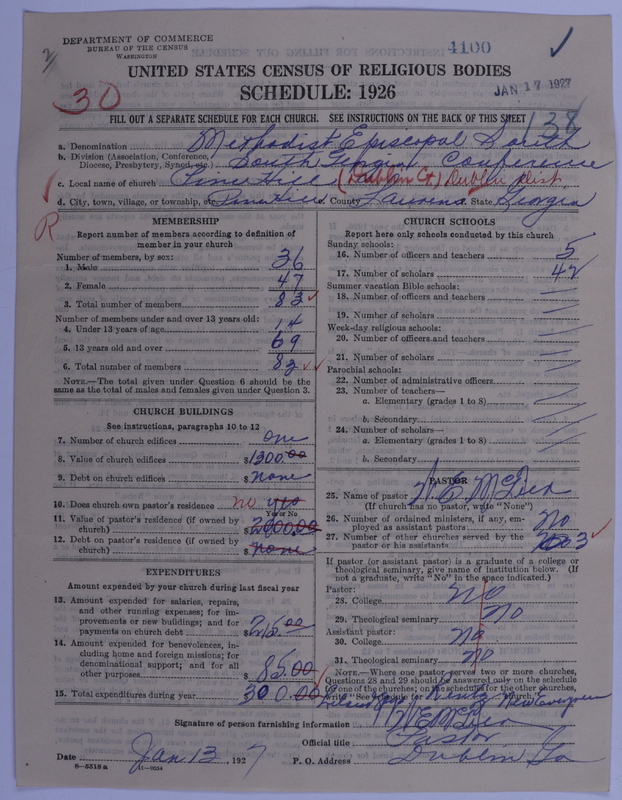 DEPARTMENT OF COMMERCE
BUREAU OF THE CENSUS
WASHINGTON
4100
UNITED STATES CENSUS OF RELIGIOUS BODIES
SCHEDULE: 1926
JAN 17 1927
30
138
FILL OUT A SEPARATE SCHEDULE FOR EACH CHURCH. SEE INSTRUCTIONS ON THE BACK OF THIS SHEET
a. Denomination Methodist Episcopal South
b. Division (Association, Conference, Diocese, Presbytery, Synod, etc.) South Conference
c. Local name of church (Dublin Ct) Dublin Dist,
d. City, town, village, or township, etc. County Laurens State Georgia
R
MEMBERSHIP
Report number of members according to definition of
member in your church
Number of members, by sex:
1. Male 36
2. Female 47
3. Total number of members 83
Number of members under and over 13 years old:
4. Under 13 years of age 14
5. 13 years old and over 69
6. Total number of members 83
NOTE.—The total given under Question 6 should be the
same as the total of males and females given under Question 3.
CHURCH BUILDINGS
See instructions, paragraphs 10 to 12
7. Number of church edifices one
8. Value of church edifices $1200.00
9. Debt on church edifices $none
10. Does church own pastor's residence no yes
Yes or No
11. Value of pastor's residence (if owned by
church) $2000.00
12. Debt on pastor's residence (if owned by
church) $none
EXPENDITURES
Amount expended by your church during last fiscal year
13. Amount expended for salaries, repairs,
and other running expenses; for im-
provements or new buildings; and for
payments on church debt $215.00
14. Amount expended for benevolences, in-
cluding home and foreign missions; for
denominational support; and for all
other purposes $85.00
15. Total expenditures during year $300.00
CHURCH SCHOOLS
Report here only schools conducted by this church
Sunday schools:
16. Number of officers and teachers 5
17. Number of scholars 42
Summer vacation Bible schools:
18. Number of officers and teachers
19. Number of scholars
Week-day religious schools:
20. Number of officers and teachers
21. Number of scholars
Parochial schools:
22. Number of administrative officers
23. Number of teachers—
a. Elementary (grades 1 to 8)
b. Secondary
24. Number of scholars—
a. Elementary (grades 1 to 8)
b. Secondary
PASTOR
25. Name of pastor
(If church has no pastor, write "None")
26. Number of ordained ministers, if any, em-
ployed as assistant pastors no
27. Number of other churches served by the
pastor or his assistants 3
If pastor (or assistant pastor) is a graduate of a college or
theological seminary, give name of institution below. (If
not a graduate, write "No" in the space indicated.)
Pastor:
28. College no
29. Theological seminary no
Assistant pastor:
30. College no
31. Theological seminary no
NOTE.—Where one pastor serves two or more churches,
Questions 28 and 29 should be answered only on the schedule
for one of the churches; on the schedules for the other churches,
write "See schedule for church."
Rentz New Evergreen
Signature of person furnishing information
Official title Pastor
Date Jan 13, 1927
P. O. Address Dublin Ga
8-5518a
11-9054